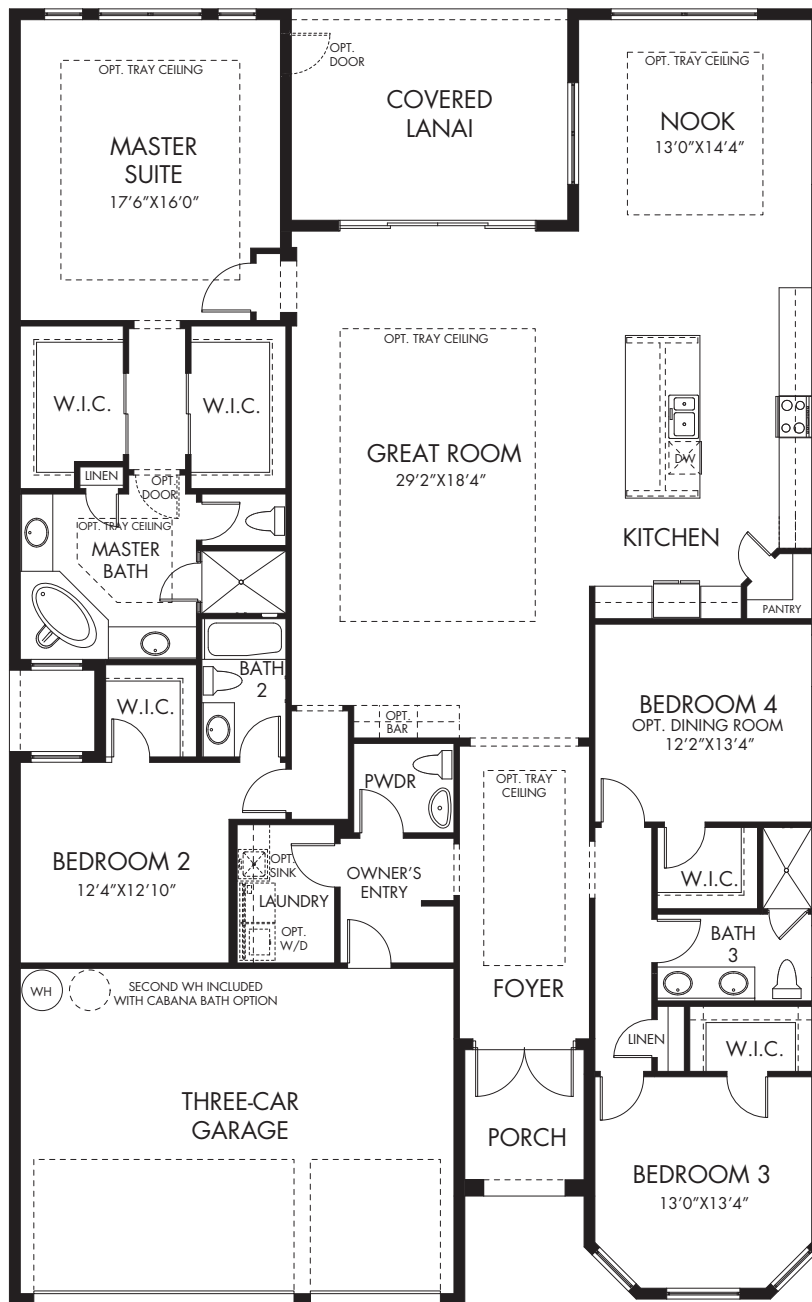 OPT. TRAY CEILING
MASTER
SUITE
17'6"X16'0"
OPT.
DOOR
COVERED
LANAI
OPT. TRAY CEILING
NOOK
13'0"X14'4"
W.I.C.
W.I.C.
LINEN
OPT.
DOOR
OPT. TRAY CEILING
MASTER
BATH
OPT. TRAY CEILING
GREAT ROOM
29'2"X18'4"
DW
KITCHEN
PANTRY
BATH
2
W.I.C.
OPT.
BAR
BEDROOM 4
OPT. DINING ROOM
12'2"X13'4"
PWDR
OPT. TRAY
CEILING
BEDROOM 2
12'4"X12'10"
OPT.
SINK
LAUNDRY
OPT.
W/D
OWNER'S
ENTRY
W.I.C.
BATH
3
FOYER
WH
SECOND WH INCLUDED
WITH CABANA BATH OPTION
LINEN
W.I.C.
THREE-CAR
GARAGE
PORCH
BEDROOM 3
13'0"X13'4"